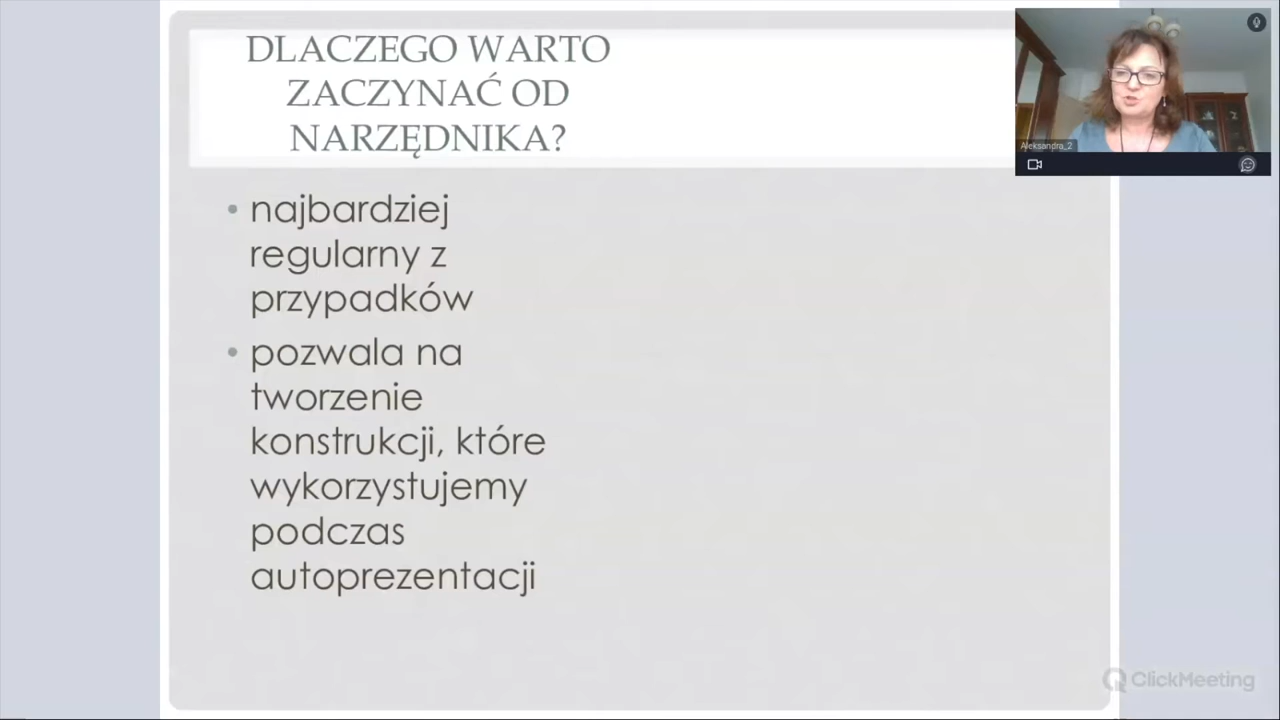 DLACZEGO WARTO
ZACZYNAĆ OD
NARZĘDNIKA?
Aleksandra_2
• najbardziej
regularny z
przypadków
• pozwala na
tworzenie
konstrukcji, które
wykorzystujemy
podczas
autoprezentacji
ClickMeeting